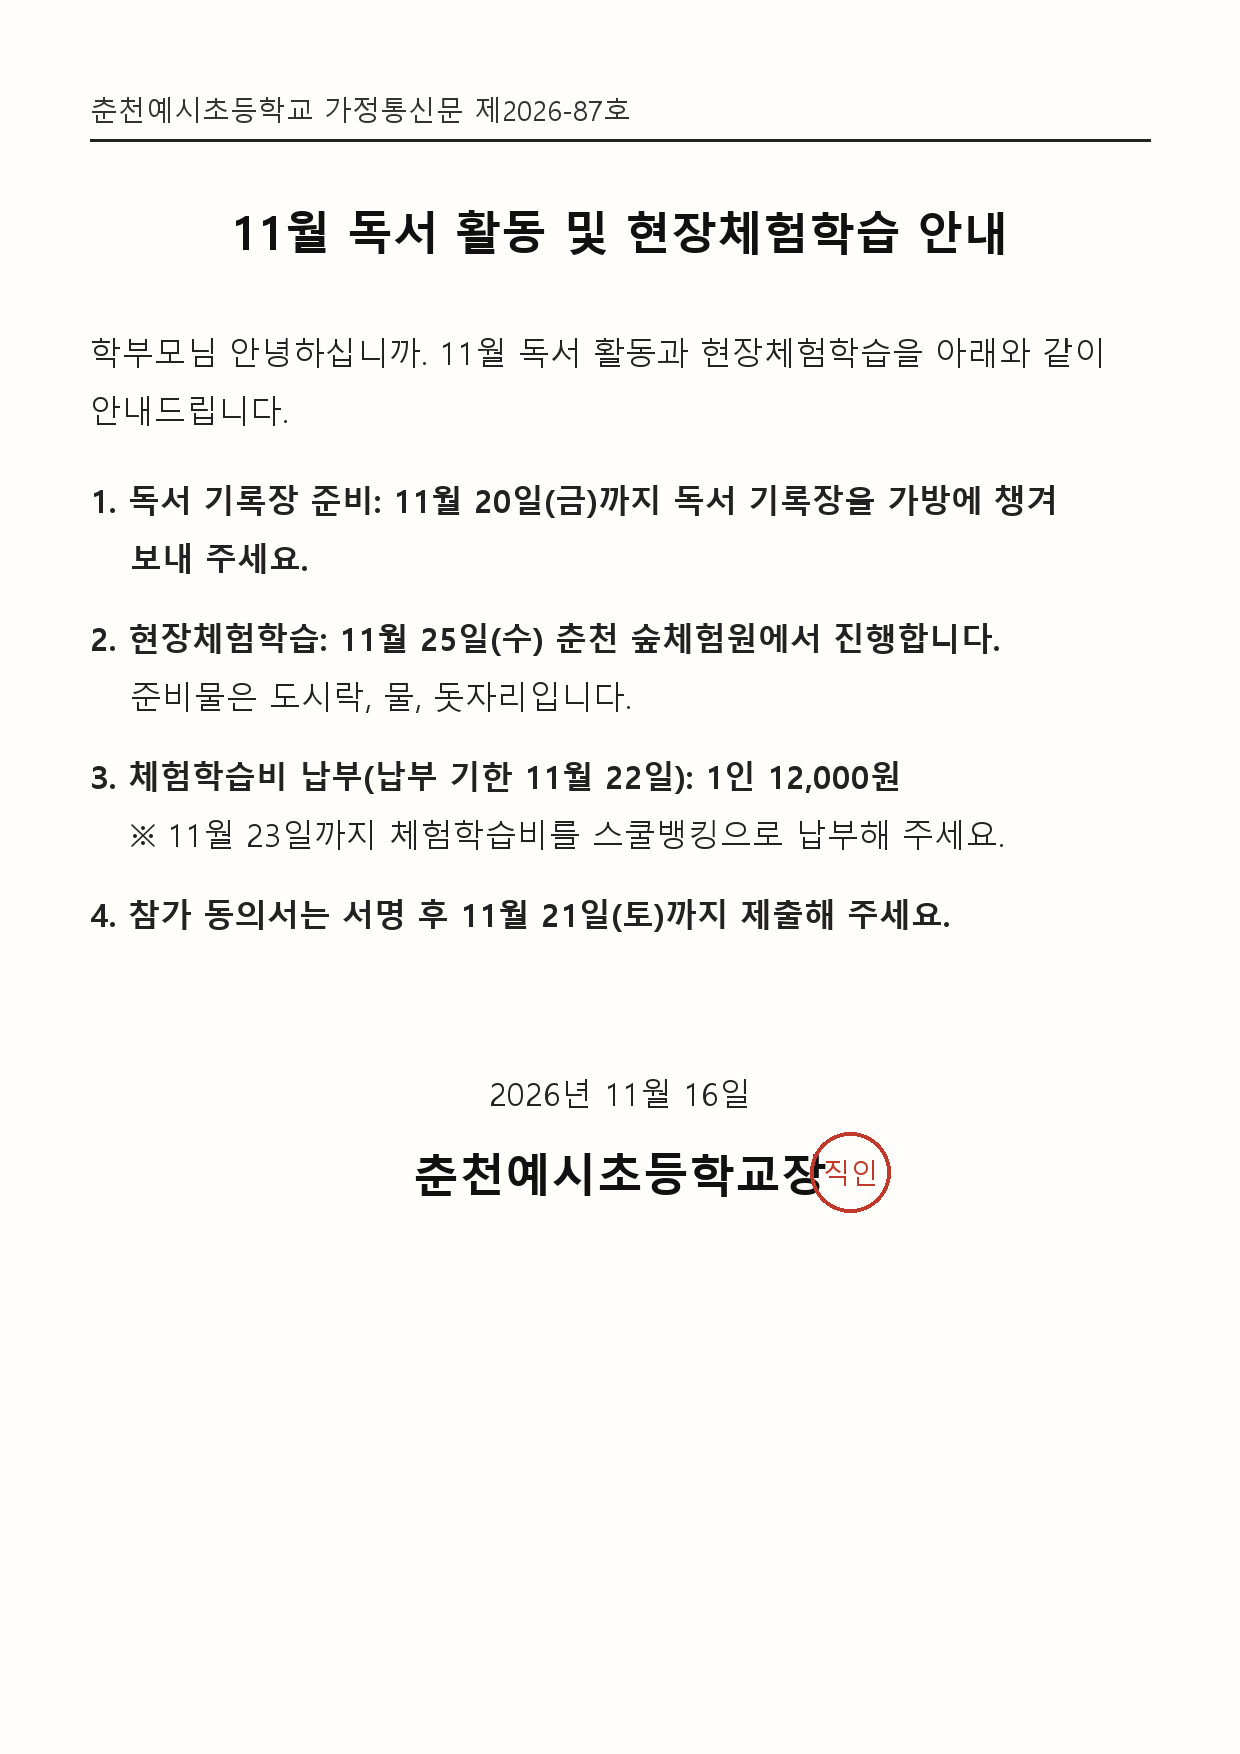 춘천예시초등학교 가정통신문 제2026-87호
11월 독서 활동 및 현장체험학습 안내
학부모님 안녕하십니까. 11월 독서 활동과 현장체험학습을 아래와 같이
안내드립니다.
1. 독서 기록장 준비: 11월 20일(금)까지 독서 기록장을 가방에 챙겨
보내 주세요.
2. 현장체험학습: 11월 25일(수) 춘천 숲체험원에서 진행합니다.
준비물은 도시락, 물, 돗자리입니다.
3. 체험학습비 납부(납부 기한 11월 22일): 1인 12,000원
※ 11월 23일까지 체험학습비를 스쿨뱅킹으로 납부해 주세요.
4. 참가 동의서는 서명 후 11월 21일(토)까지 제출해 주세요.
2026년 11월 16일
춘천예시초등학교장
직인